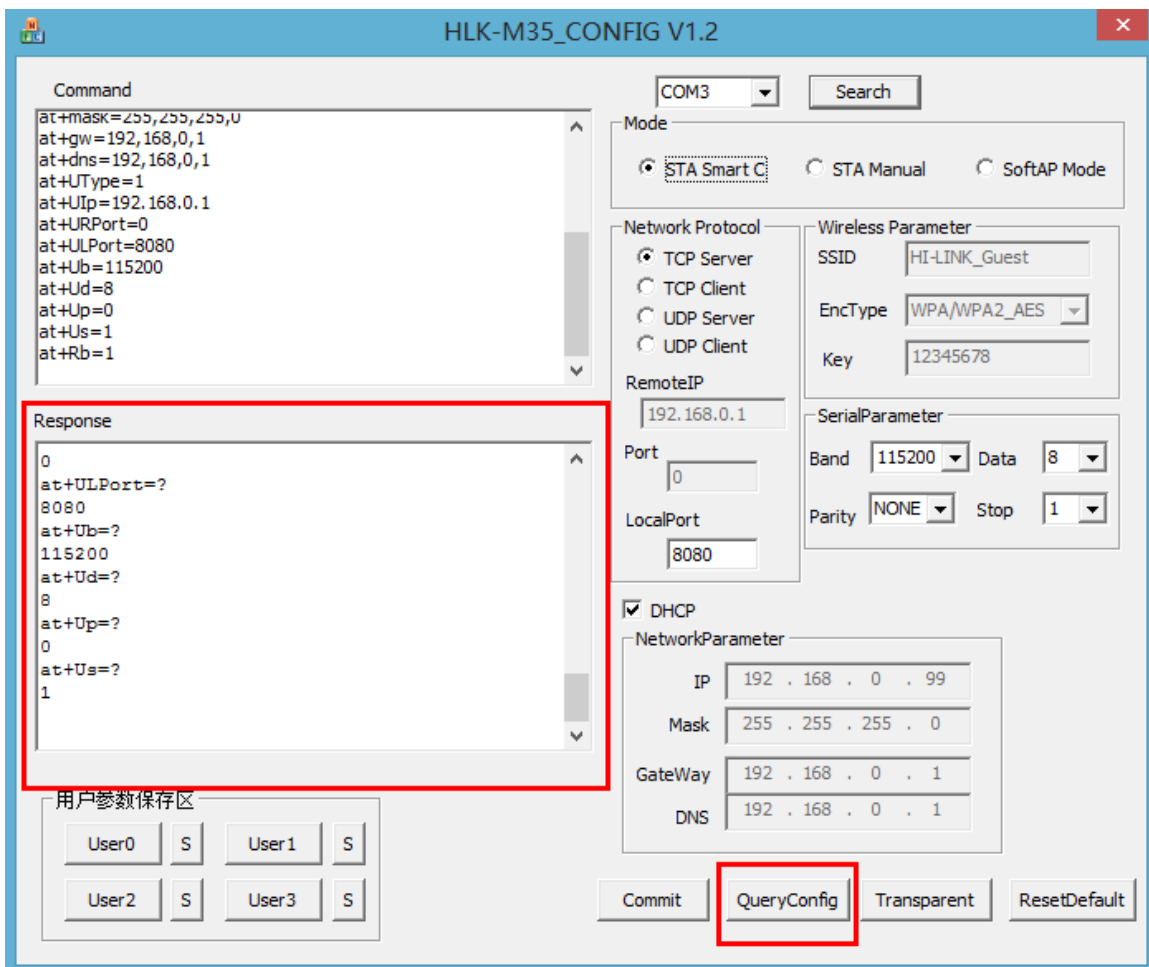 HLK-M35_CONFIG V1.2
Command
at+mask=255,255,255,0
at+gw=192,168,0,1
at+dns=192,168,0,1
at+UType=1
at+UIp=192.168.0.1
at+URPort=0
at+ULPort=8080
at+Ub=115200
at+Ud=8
at+Up=0
at+Us=1
at+Rb=1
Response
0
at+ULPort=?
8080
at+Ub=?
115200
at+Ud=?
8
at+Up=?
0
at+Us=?
1
用户参数保存区
User0 S User1 S
User2 S User3 S
COM3 Search
Mode
STA Smart C STA Manual SoftAP Mode
Network Protocol
TCP Server
TCP Client
UDP Server
UDP Client
RemoteIP
192.168.0.1
Port
0
LocalPort
8080
Wireless Parameter
SSID HI-LINK_Guest
EncType WPA/WPA2_AES
Key 12345678
SerialParameter
Band 115200 Data 8
Parity NONE Stop 1
DHCP
NetworkParameter
IP 192 . 168 . 0 . 99
Mask 255 . 255 . 255 . 0
GateWay 192 . 168 . 0 . 1
DNS 192 . 168 . 0 . 1
Commit QueryConfig Transparent ResetDefault